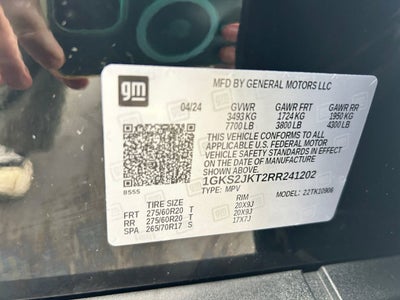 gm
MFD BY GENERAL MOTORS LLC
04/24 GVWR GAWR FRT GAWR RR
3493 KG 1724 KG 1950 KG
7700 LB 3800 LB 4300 LB
THIS VEHICLE CONFORMS TO ALL
APPLICABLE U.S. FEDERAL MOTOR
VEHICLE SAFETY STANDARDS IN EFFECT
ON THE DATE OF MANUFACTURE
SHOWN ABOVE.
1GKS2JKT2RR241202
8555 TYPE: MPV MODEL: 22TK10906
TIRE SIZE RIM
FRT 275/60R20 T 20X9J
RR 275/60R20 T 20X9J
SPA 265/70R17 S 17X7J